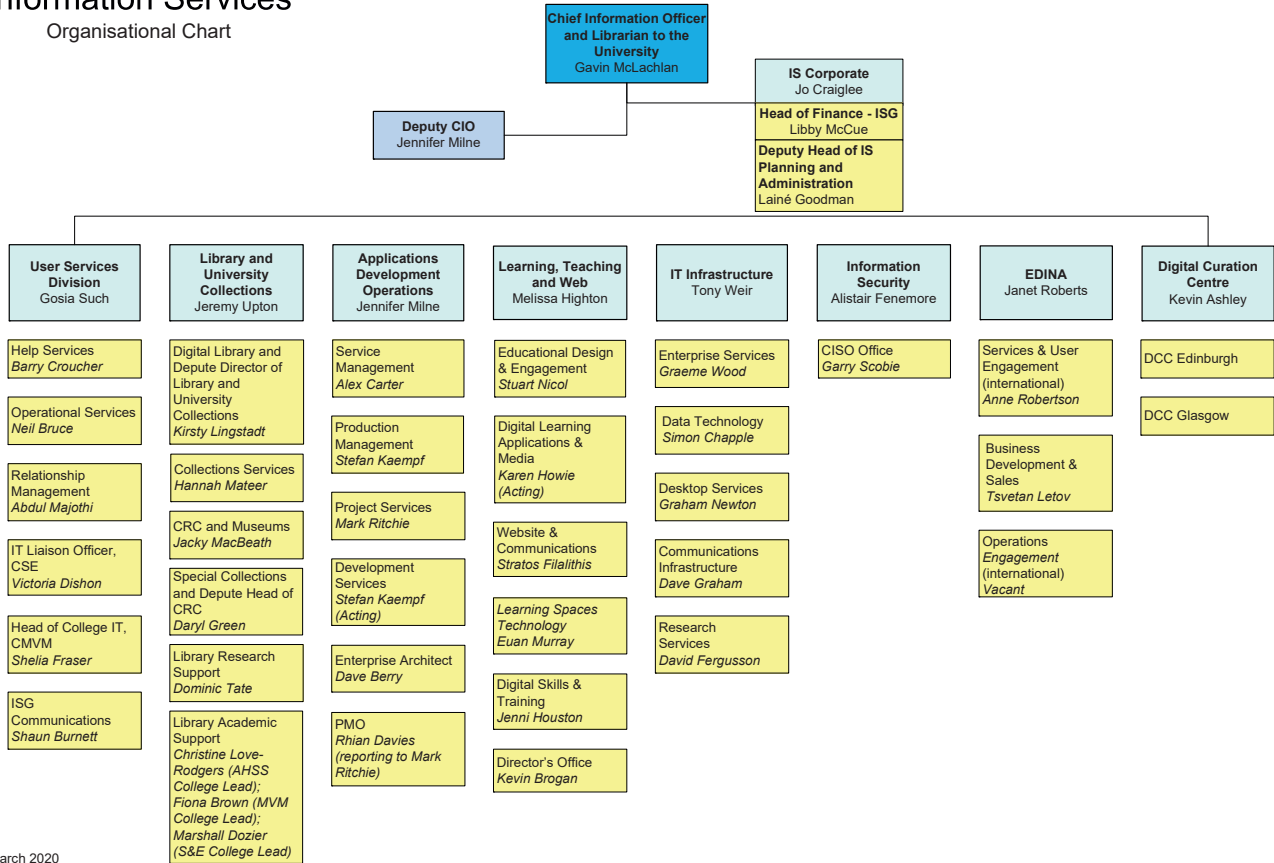 Information Services
Organisational Chart
Chief Information Officer
and Librarian to the
University
Gavin McLachlan
IS Corporate
Jo Craiglee
Head of Finance - ISG
Libby McCue
Deputy Head of IS
Planning and
Administration
Lainé Goodman
Deputy CIO
Jennifer Milne
User Services
Division
Gosia Such
Help Services
Barry Croucher
Operational Services
Neil Bruce
Relationship
Management
Abdul Majothi
IT Liaison Officer,
CSE
Victoria Dishon
Head of College IT,
CMVM
Shelia Fraser
ISG
Communications
Shaun Burnett
Library and
University
Collections
Jeremy Upton
Digital Library and
Depute Director of
Library and
University
Collections
Kirsty Lingstadt
Collections Services
Hannah Mateer
CRC and Museums
Jacky MacBeath
Special Collections
and Depute Head of
CRC
Daryl Green
Library Research
Support
Dominic Tate
Library Academic
Support
Christine Love-
Rodgers (AHSS
College Lead);
Fiona Brown (MVM
College Lead);
Marshall Dozier
(S&E College Lead)
Applications
Development
Operations
Jennifer Milne
Service
Management
Alex Carter
Production
Management
Stefan Kaempf
Project Services
Mark Ritchie
Development
Services
Stefan Kaempf
(Acting)
Enterprise Architect
Dave Berry
PMO
Rhian Davies
(reporting to Mark
Ritchie)
Learning, Teaching
and Web
Melissa Highton
Educational Design
& Engagement
Stuart Nicol
Digital Learning
Applications &
Media
Karen Howie
(Acting)
Website &
Communications
Stratos Filalithis
Learning Spaces
Technology
Euan Murray
Digital Skills &
Training
Jenni Houston
Director's Office
Kevin Brogan
IT Infrastructure
Tony Weir
Enterprise Services
Graeme Wood
Data Technology
Simon Chapple
Desktop Services
Graham Newton
Communications
Infrastructure
Dave Graham
Research
Services
David Fergusson
Information
Security
Alistair Fenemore
CISO Office
Garry Scobie
EDINA
Janet Roberts
Services & User
Engagement
(international)
Anne Robertson
Business
Development &
Sales
Tsvetan Letov
Operations
Engagement
(international)
Vacant
Digital Curation
Centre
Kevin Ashley
DCC Edinburgh
DCC Glasgow
arch 2020